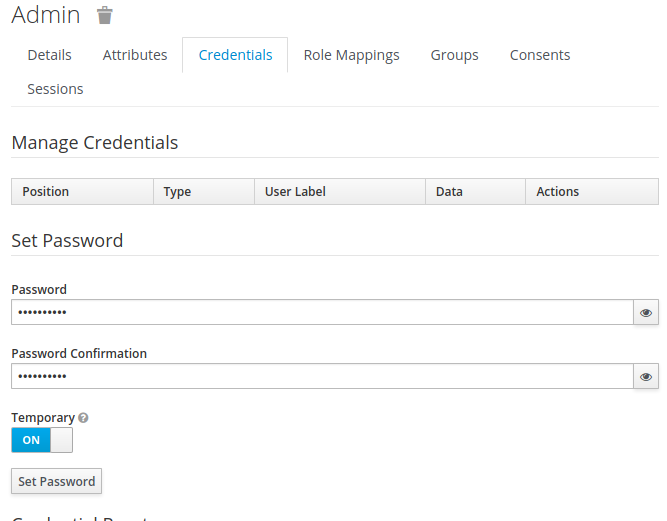 Admin
Details Attributes Credentials Role Mappings Groups Consents
Sessions
Manage Credentials
Position Type User Label Data Actions
Set Password
Password
••••••••••
Password Confirmation
••••••••••
Temporary ?
ON
Set Password